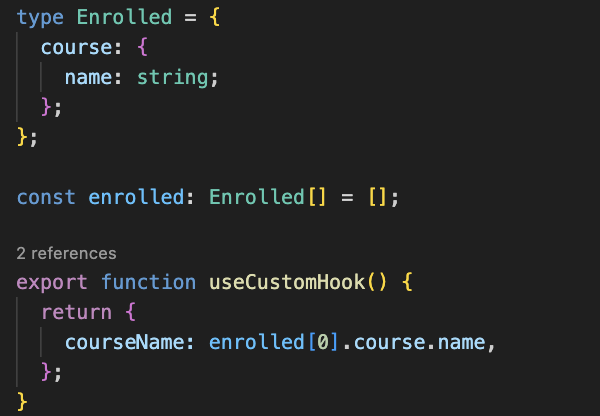 type Enrolled = {
  course: {
    name: string;
  };
};

const enrolled: Enrolled[] = [];

2 references
export function useCustomHook() {
  return {
    courseName: enrolled[0].course.name,
  };
}